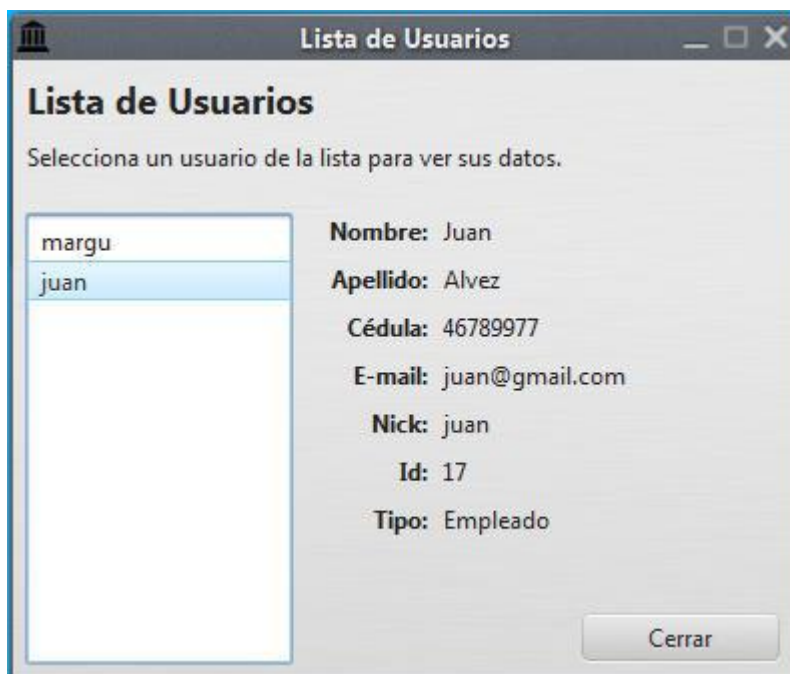 Lista de Usuarios
Lista de Usuarios
Selecciona un usuario de la lista para ver sus datos.
margu
juan
Nombre: Juan
Apellido: Alvez
Cédula: 46789977
E-mail: juan@gmail.com
Nick: juan
Id: 17
Tipo: Empleado
Cerrar